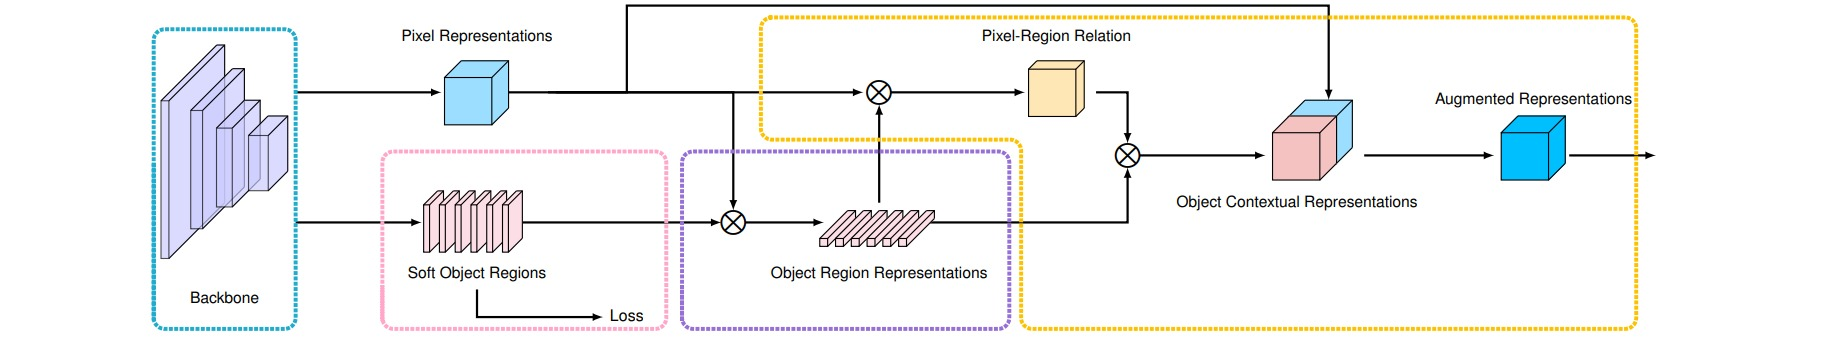 Pixel Representations
Pixel-Region Relation
Augmented Representations
Object Contextual Representations
Soft Object Regions
Object Region Representations
Backbone
Loss